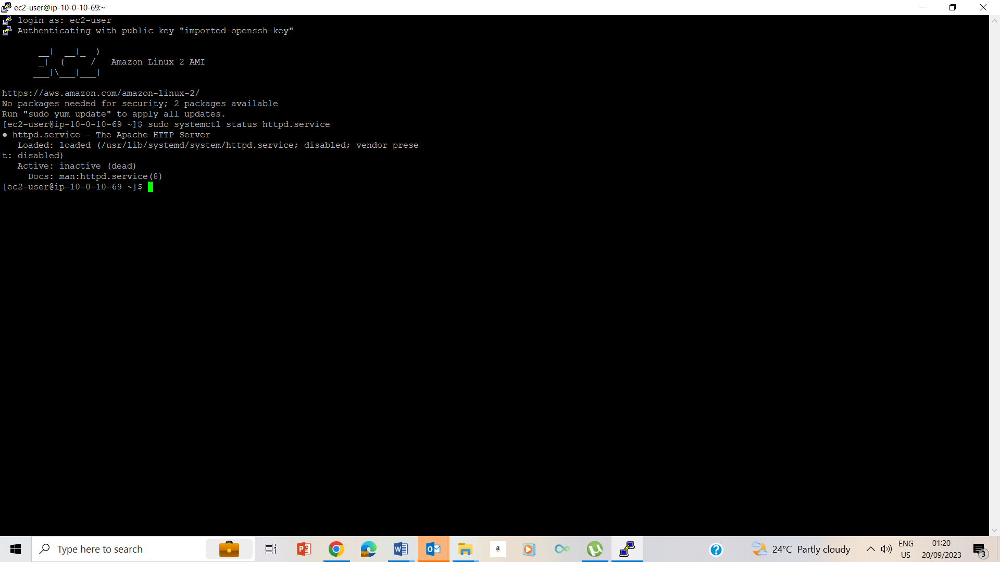 ec2-user@ip-10-0-10-69:~
login as: ec2-user
Authenticating with public key "imported-openssh-key"
       __|  __|_  )
       _|  (     /   Amazon Linux 2 AMI
      ___|\___|___|
https://aws.amazon.com/amazon-linux-2/
No packages needed for security; 2 packages available
Run "sudo yum update" to apply all updates.
[ec2-user@ip-10-0-10-69 ~]$ sudo systemctl status httpd.service
● httpd.service - The Apache HTTP Server
   Loaded: loaded (/usr/lib/systemd/system/httpd.service; disabled; vendor prese
t: disabled)
   Active: inactive (dead)
     Docs: man:httpd.service(8)
[ec2-user@ip-10-0-10-69 ~]$
Type here to search
a
24°C Partly cloudy
ENG
US
01:20
20/09/2023
3